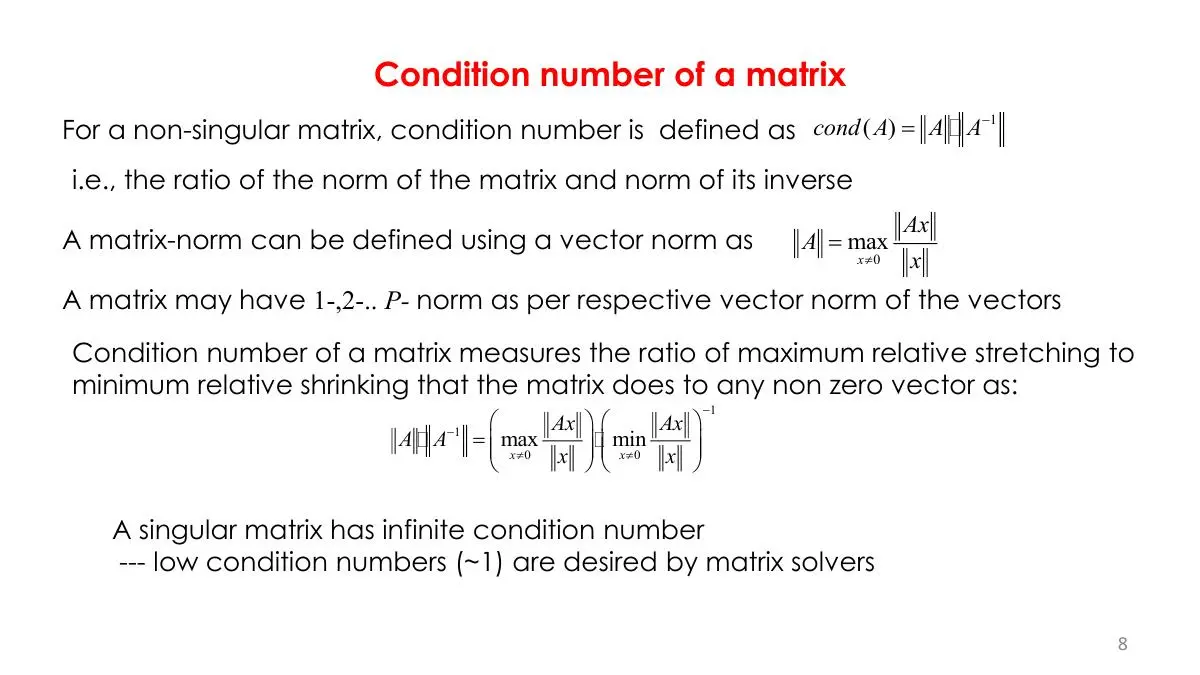 Condition number of a matrix
For a non-singular matrix, condition number is defined as cond(A) = ‖A‖□‖A⁻¹‖
i.e., the ratio of the norm of the matrix and norm of its inverse
A matrix-norm can be defined using a vector norm as ‖A‖ = max_{x≠0} ‖Ax‖/‖x‖
A matrix may have 1-,2-.. P- norm as per respective vector norm of the vectors
Condition number of a matrix measures the ratio of maximum relative stretching to
minimum relative shrinking that the matrix does to any non zero vector as:
‖A‖□‖A⁻¹‖ = (max_{x≠0} ‖Ax‖/‖x‖)□(min_{x≠0} ‖Ax‖/‖x‖)⁻¹
A singular matrix has infinite condition number
--- low condition numbers (~1) are desired by matrix solvers
8